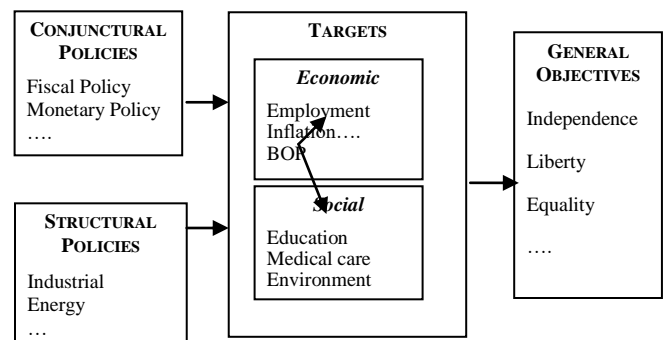 CONJUNCTURAL
POLICIES
Fiscal Policy
Monetary Policy
….
STRUCTURAL
POLICIES
Industrial
Energy
…
TARGETS
Economic
Employment
Inflation….
BOP
Social
Education
Medical care
Environment
GENERAL
OBJECTIVES
Independence
Liberty
Equality
….